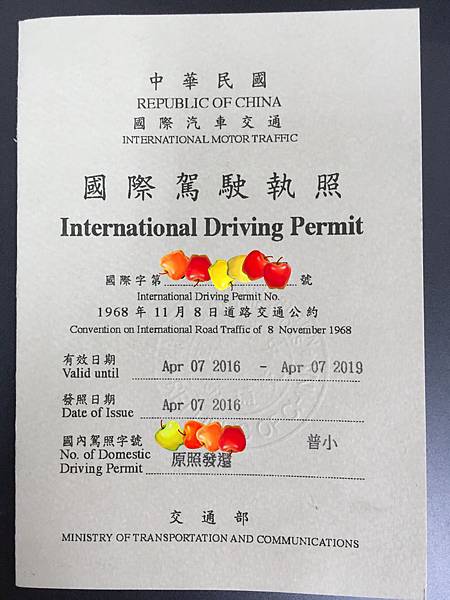 中華民國
REPUBLIC OF CHINA
國際汽車交通
INTERNATIONAL MOTOR TRAFFIC
國際駕駛執照
International Driving Permit
國際字第 號
International Driving Permit No.
1968年11月8日道路交通公約
Convention on International Road Traffic of 8 November 1968
有效日期
Valid until Apr 07 2016 - Apr 07 2019
發照日期
Date of Issue Apr 07 2016
國內駕照字號 普小
No. of Domestic
Driving Permit 原照發還
交通部
MINISTRY OF TRANSPORTATION AND COMMUNICATIONS